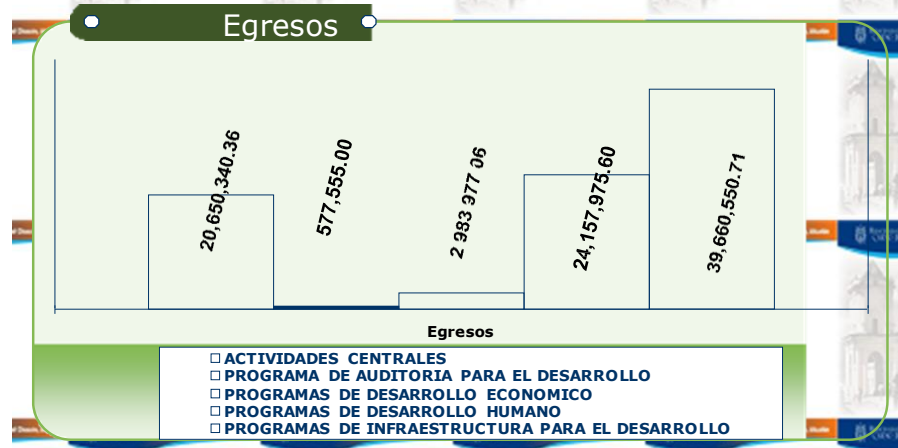 Egresos
20,650,340.36
577,555.00
2 983 977 06
24,157,975.60
39,660,550.71
Egresos
ACTIVIDADES CENTRALES
PROGRAMA DE AUDITORIA PARA EL DESARROLLO
PROGRAMAS DE DESARROLLO ECONOMICO
PROGRAMAS DE DESARROLLO HUMANO
PROGRAMAS DE INFRAESTRUCTURA PARA EL DESARROLLO